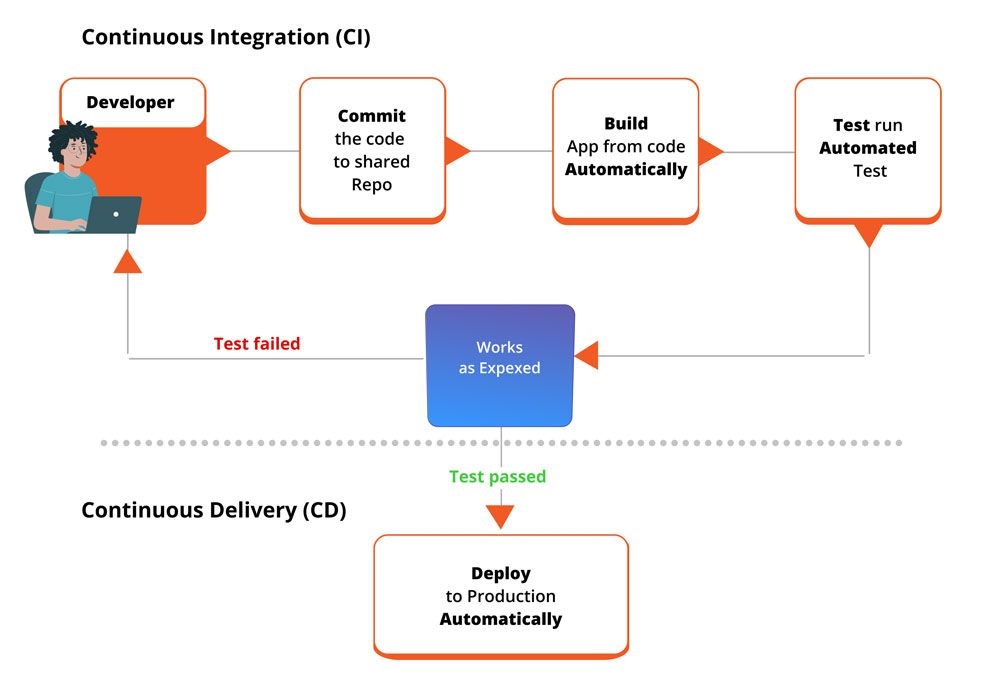 Continuous Integration (CI)
Developer
Commit
the code
to shared
Repo
Build
App from code
Automatically
Test run
Automated
Test
Works
as Expexed
Test failed
Test passed
Continuous Delivery (CD)
Deploy
to Production
Automatically